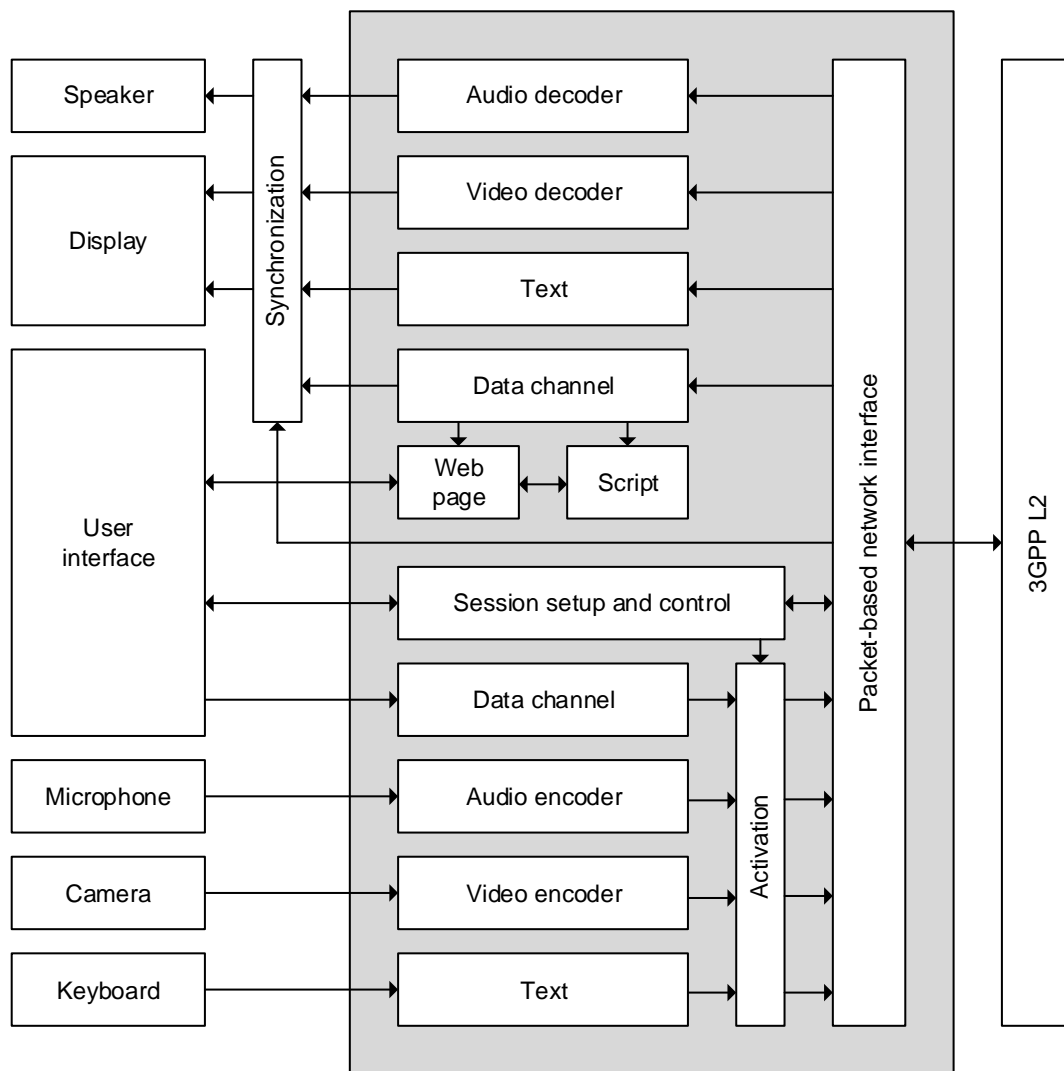 Speaker
Audio decoder
Display
Synchronization
Video decoder
Text
Data channel
Web
page
Script
User
interface
Session setup and control
Data channel
Packet-based network interface
3GPP L2
Microphone
Audio encoder
Activation
Camera
Video encoder
Keyboard
Text